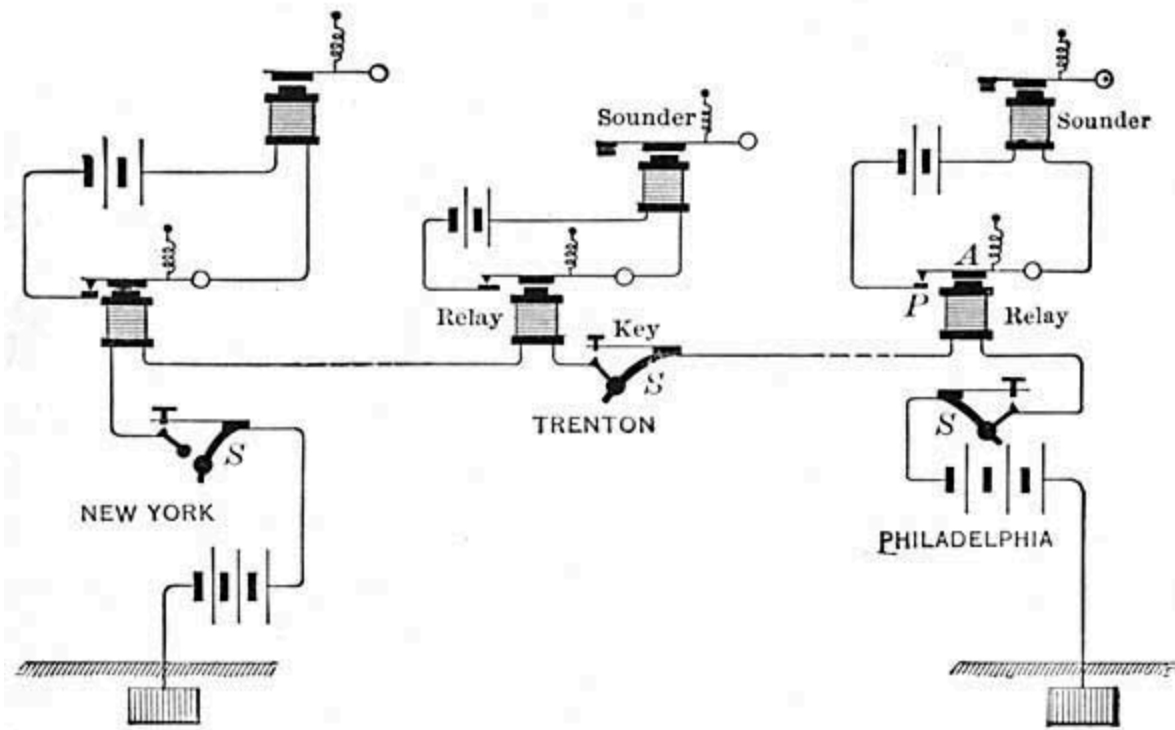 Sounder
Sounder
A
P
Relay
Relay
Key
S
TRENTON
S
S
NEW YORK
PHILADELPHIA